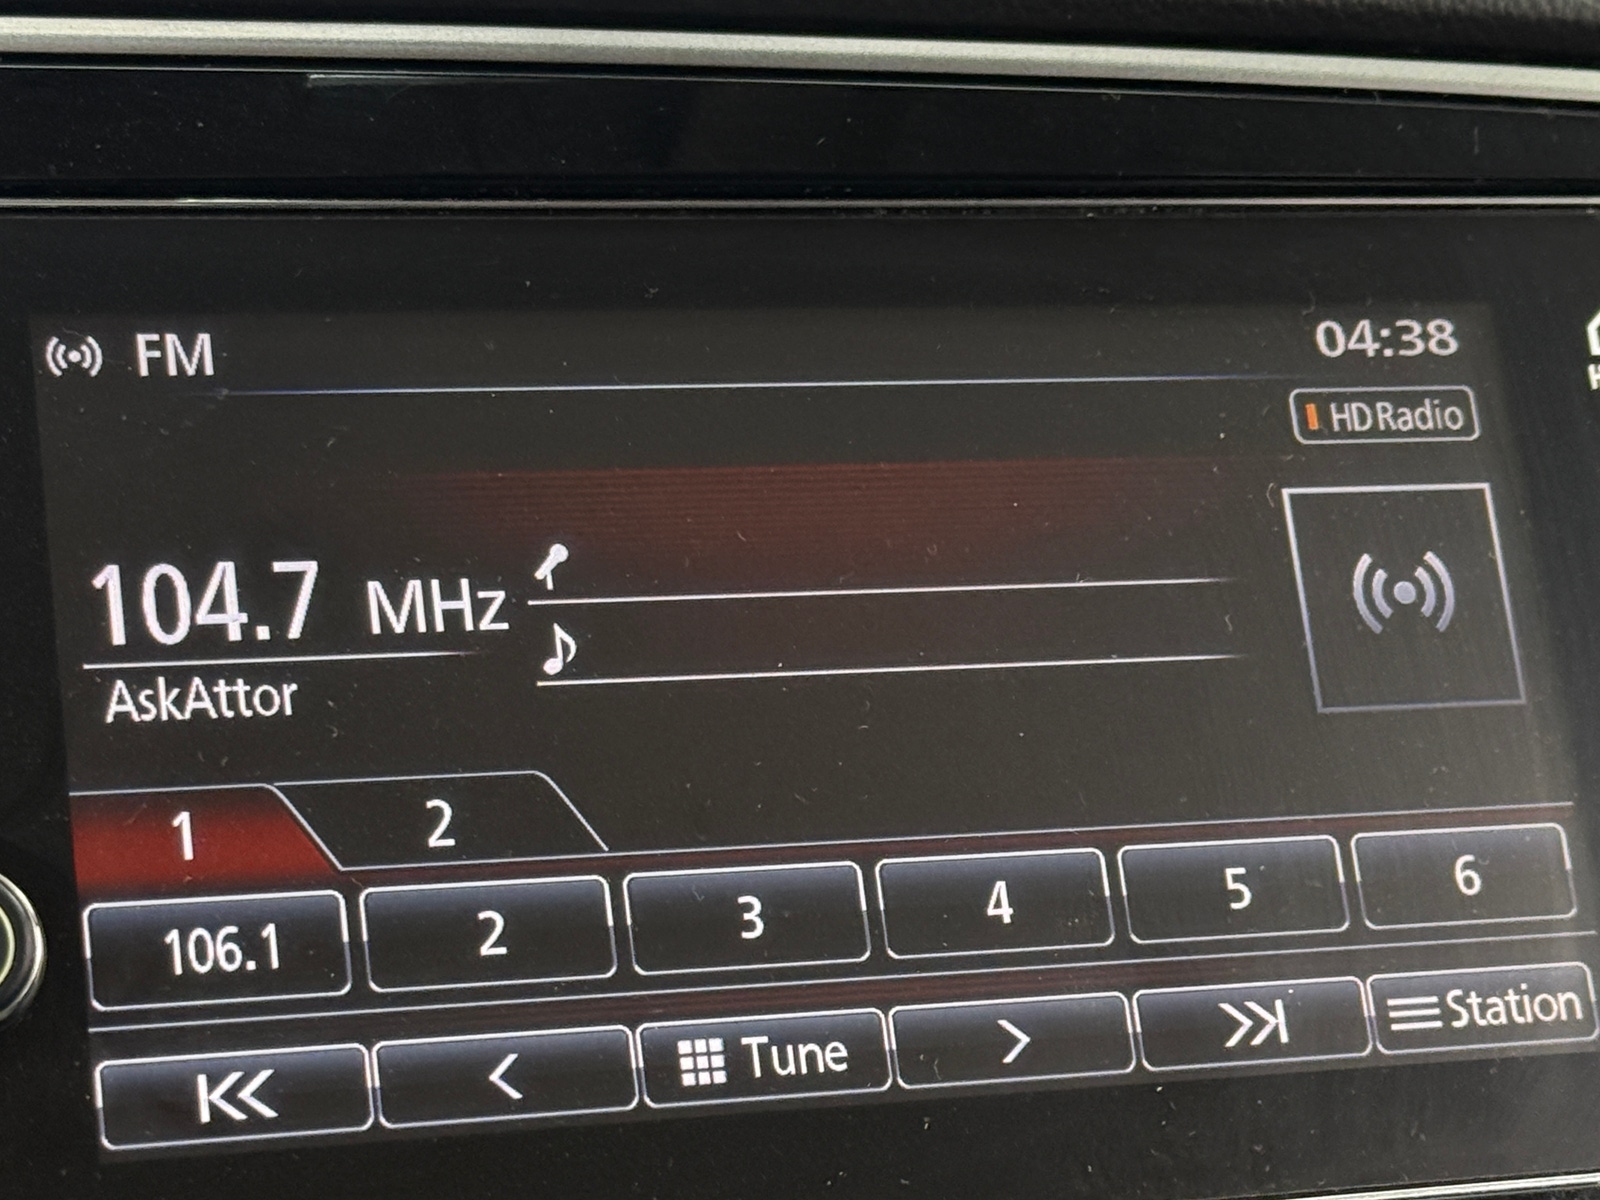 FM
04:38
HD Radio
104.7 MHz
AskAttor
1 2
106.1 2 3 4 5 6
Tune Station